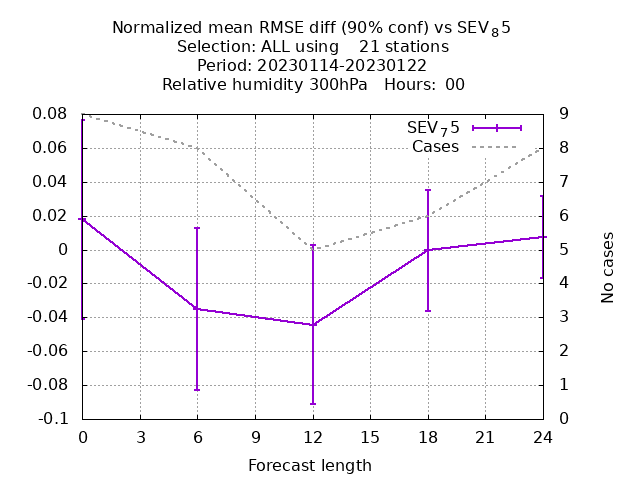 Normalized mean RMSE diff (90% conf) vs SEV₈5
Selection: ALL using    21 stations
Period: 20230114-20230122
Relative humidity 300hPa   Hours:  00
SEV₇5
Cases
0.08
0.06
0.04
0.02
0
-0.02
-0.04
-0.06
-0.08
-0.1
9
8
7
6
5
4
3
2
1
0
No cases
0 3 6 9 12 15 18 21 24
Forecast length